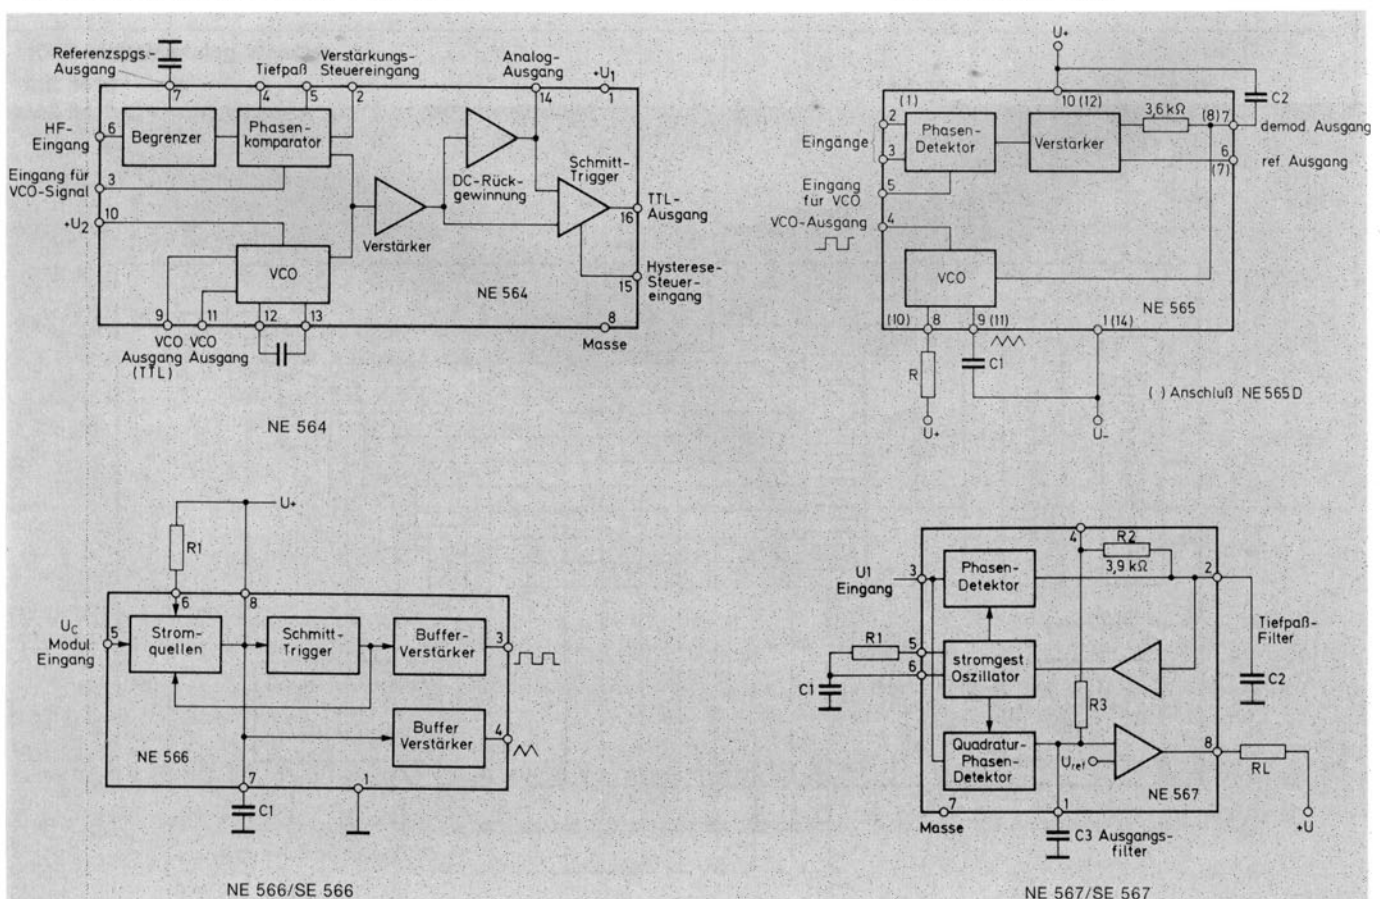 Referenzspgs-
Ausgang
Tiefpaß
Verstärkungs-
Steuereingang
Analog-
Ausgang
+U1
7
4
5
2
14
1
HF-
Eingang
6
Begrenzer
Phasen-
komparator
Eingang für
VCO-Signal
3
DC-Rück-
gewinnung
Schmitt-
Trigger
+U2
10
Verstärker
16
TTL-
Ausgang
VCO
NE 564
15
Hysterese-
Steuer-
eingang
9
11
12
13
8
VCO
Ausgang
(TTL)
VCO
Ausgang
Masse
NE 564
U+
C2
(1)
10 (12)
3,6 kΩ
(8) 7
demod. Ausgang
Eingänge
2
3
Phasen-
Detektor
Verstärker
6
(7)
ref. Ausgang
Eingang
für VCO
5
VCO-Ausgang
4
VCO
NE 565
(10) 8
9 (11)
1 (14)
R
C1
( ) Anschluß NE 565 D
U+
U-
U+
R1
6
8
UC
Modul.
Eingang
5
Strom-
quellen
Schmitt-
Trigger
Buffer-
Verstärker
3
Buffer
Verstärker
4
NE 566
7
1
C1
NE 566/SE 566
4
R2
3,9 kΩ
U1
Eingang
3
Phasen-
Detektor
2
Tiefpaß-
Filter
R1
5
6
stromgest.
Oszillator
C1
C2
R3
Quadratur-
Phasen-
Detektor
Uref
8
RL
NE 567
7
Masse
1
+U
C3 Ausgangs-
filter
NE 567/SE 567